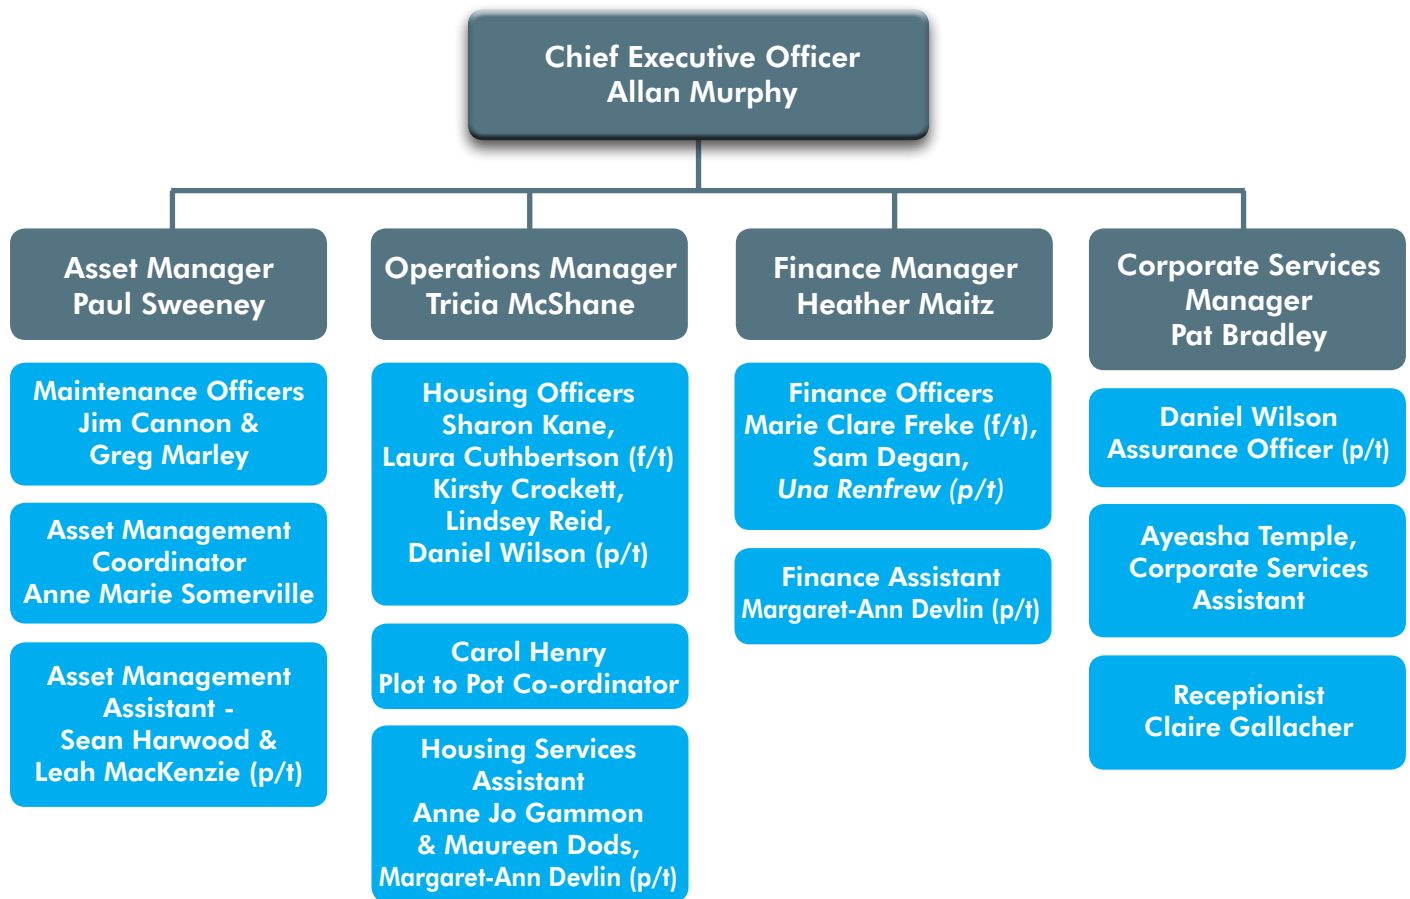 Chief Executive Officer
Allan Murphy
Asset Manager
Paul Sweeney
Maintenance Officers
Jim Cannon &
Greg Marley
Asset Management
Coordinator
Anne Marie Somerville
Asset Management
Assistant -
Sean Harwood &
Leah MacKenzie (p/t)
Operations Manager
Tricia McShane
Housing Officers
Sharon Kane,
Laura Cuthbertson (f/t)
Kirsty Crockett,
Lindsey Reid,
Daniel Wilson (p/t)
Carol Henry
Plot to Pot Co-ordinator
Housing Services
Assistant
Anne Jo Gammon
& Maureen Dods,
Margaret-Ann Devlin (p/t)
Finance Manager
Heather Maitz
Finance Officers
Marie Clare Freke (f/t),
Sam Degan,
Una Renfrew (p/t)
Finance Assistant
Margaret-Ann Devlin (p/t)
Corporate Services
Manager
Pat Bradley
Daniel Wilson
Assurance Officer (p/t)
Ayeasha Temple,
Corporate Services
Assistant
Receptionist
Claire Gallacher